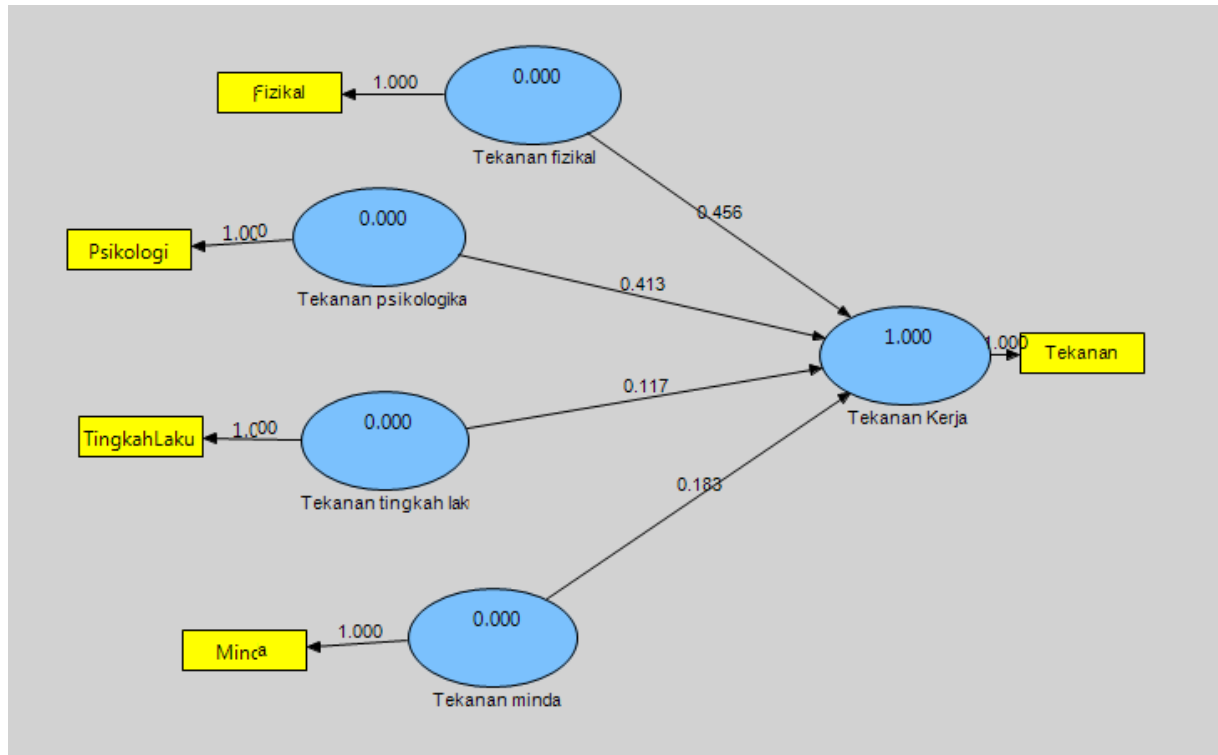 0.000
Fizikal
1.000
Tekanan fizikal
0.456
0.000
Psikologi
1.000
Tekanan psikologika
0.413
1.000
1.000
Tekanan
Tekanan Kerja
0.117
0.000
TingkahLaku
1.000
Tekanan tingkah lak
0.183
0.000
Minda
1.000
Tekanan minda